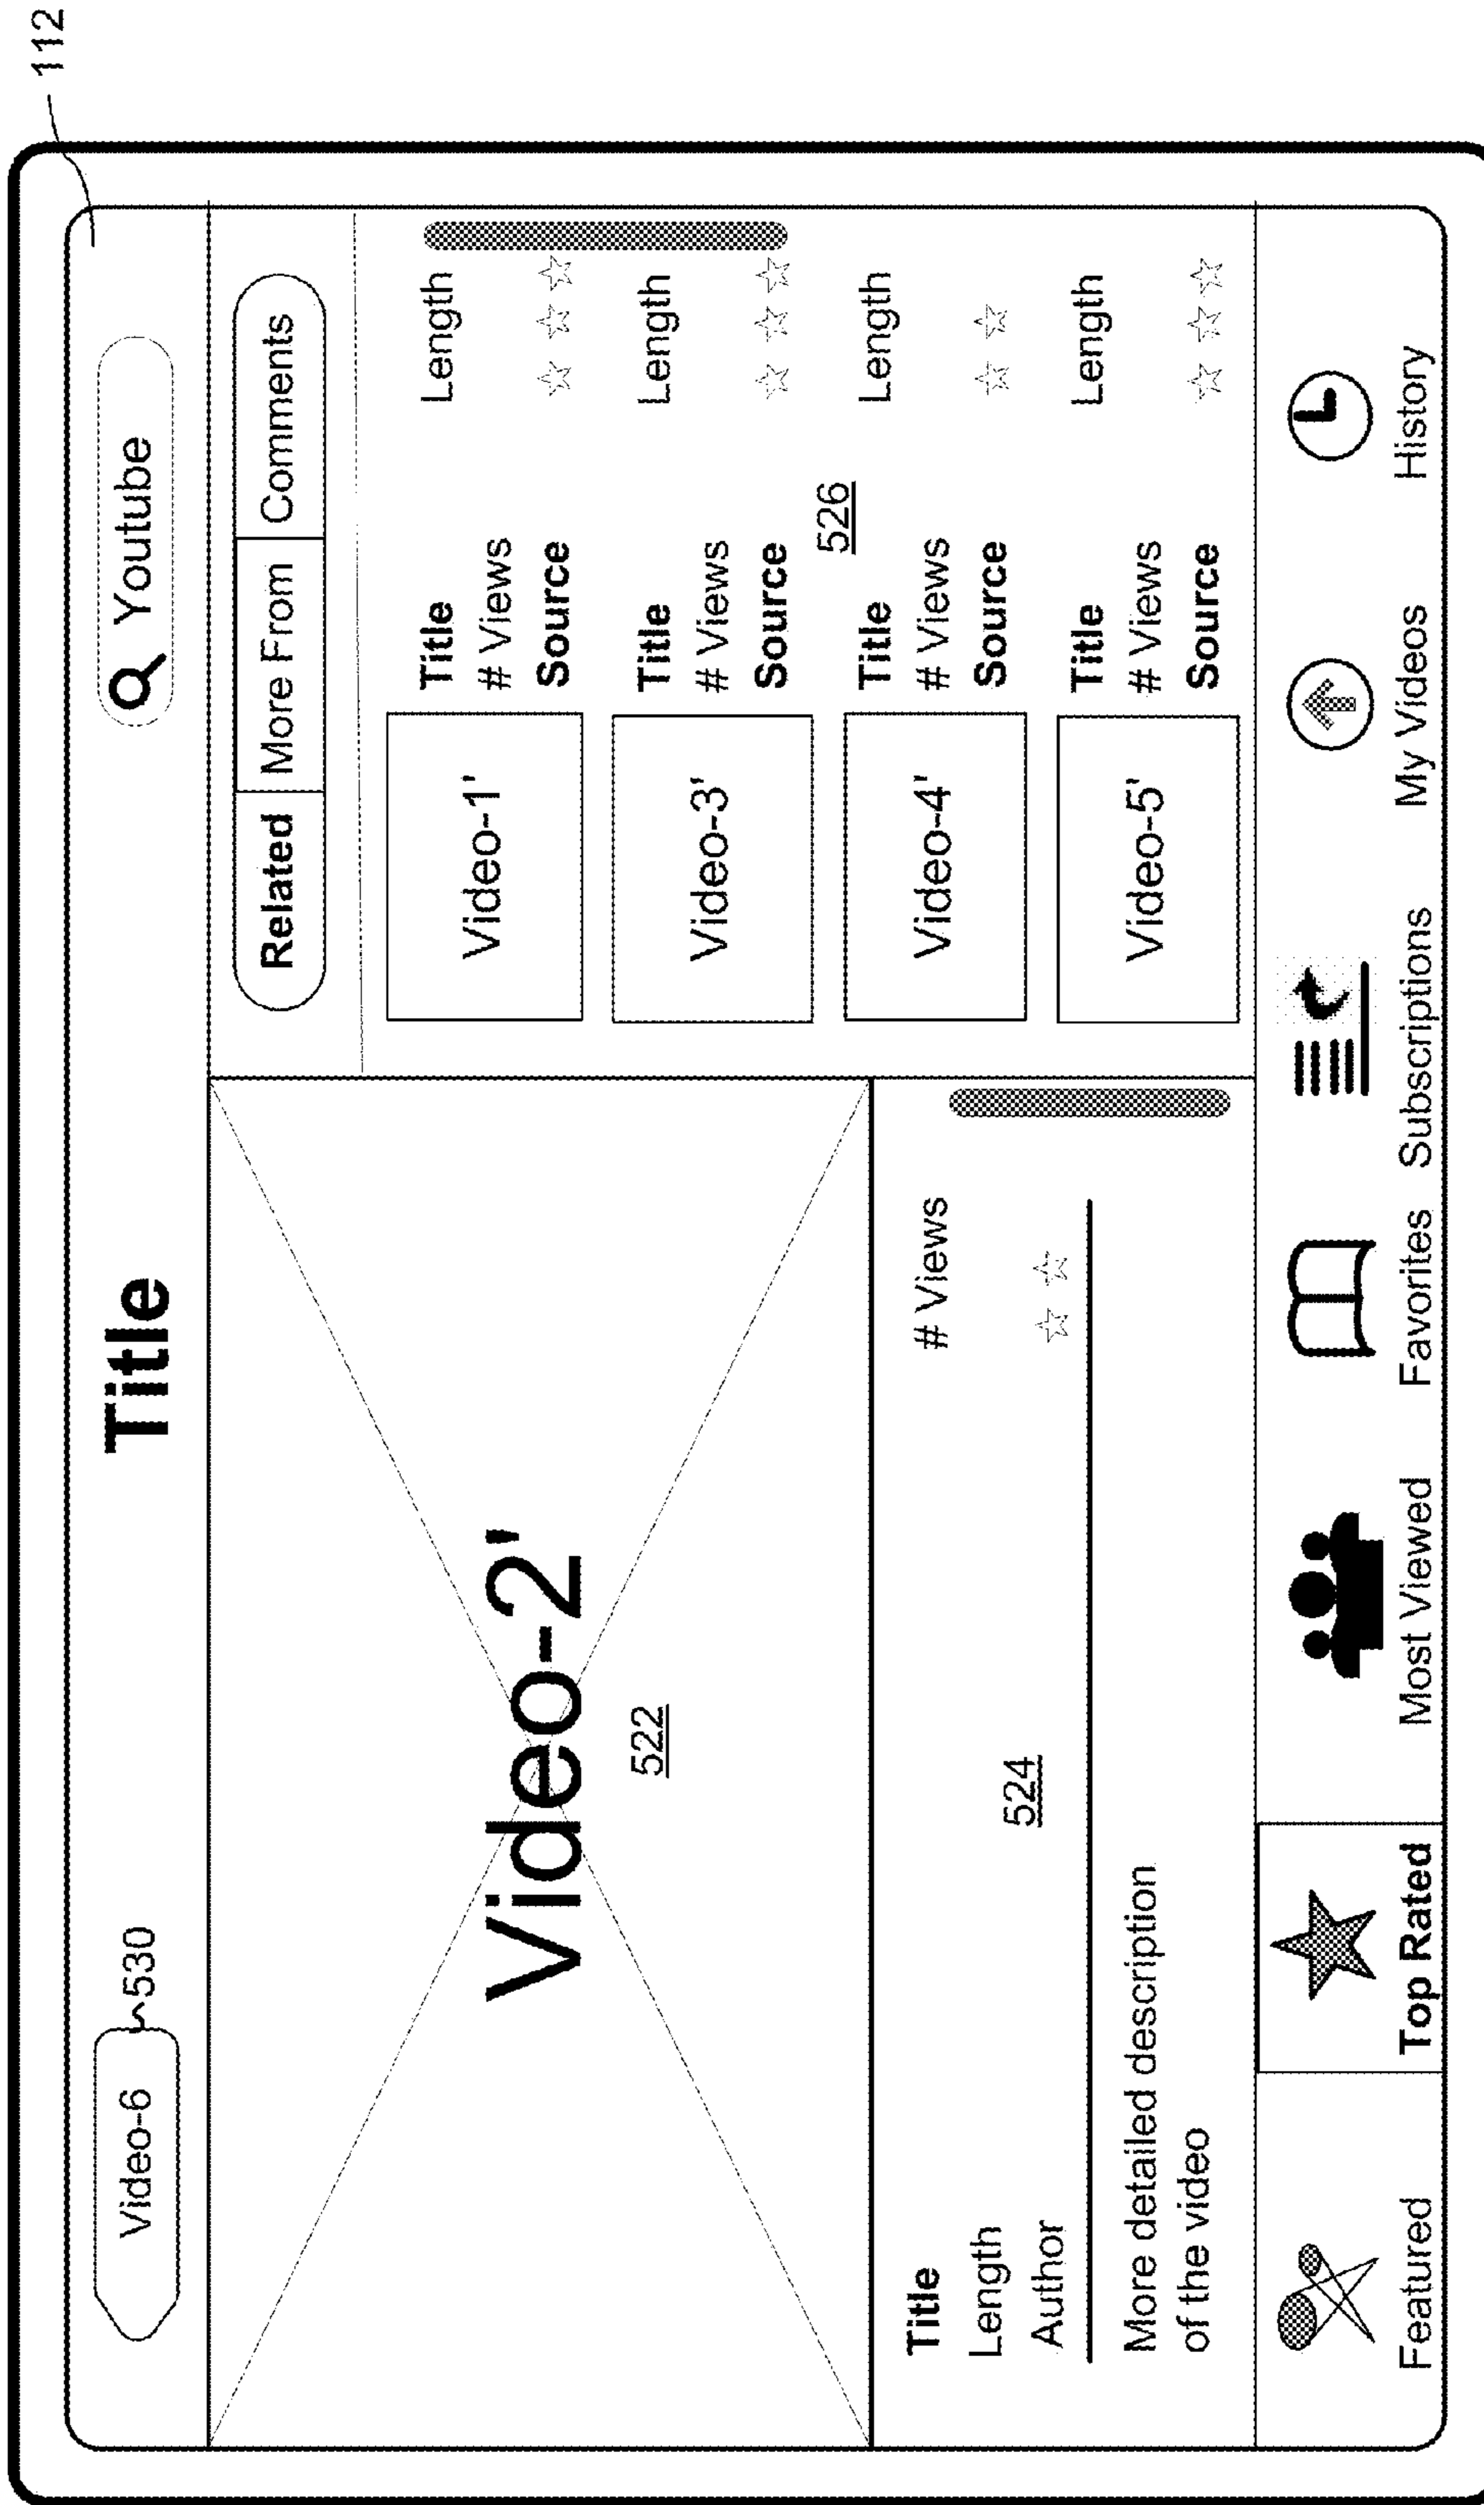 112
Video-6
530
Title
Youtube
Related
More From
Comments
Video-2'
522
Video-1'
Title
Length
# Views
Source
Video-3'
Title
Length
# Views
Source
526
Video-4'
Title
Length
# Views
Source
Video-5'
Title
Length
# Views
Source
Title
# Views
Length
Author
524
More detailed description
of the video
Featured
Top Rated
Most Viewed
Favorites
Subscriptions
My Videos
History